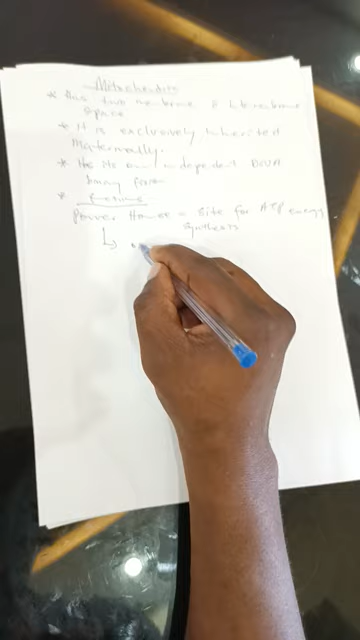 Mitochondria
* Has two membrane & Intermembrane
space
* It is exclusively Inherited
Maternally.
* Has its own independent DNA
* 
Power House = Site for ATP energy
Synthesis